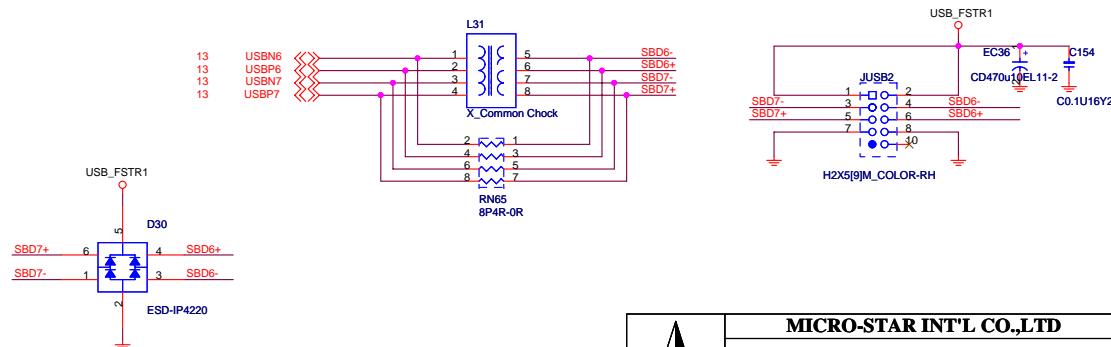 L31
13 USBN6 1 5 SBD6-
13 USBP6 2 6 SBD6+
13 USBN7 3 7 SBD7-
13 USBP7 4 8 SBD7+
X_Common Chock
2 1
4 3
6 5
8 7
RN65
8P4R-0R
USB_FSTR1
EC36 1 + C154
CD470u10EL11-2
2
C0.1U16Y2
JUSB2
1 2
SBD7- 3 4 SBD6-
SBD7+ 5 6 SBD6+
7 8
10
H2X5[9]M_COLOR-RH
USB_FSTR1
D30
5
SBD7+ 6 4 SBD6+
SBD7- 1 3 SBD6-
2
ESD-IP4220
MICRO-STAR INT'L CO.,LTD